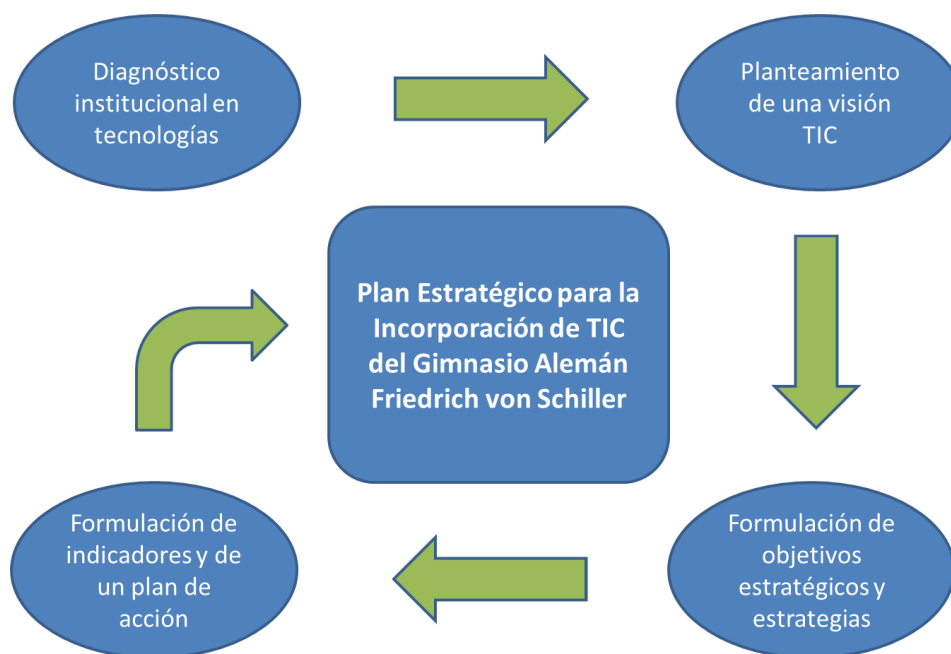 Diagnóstico
institucional en
tecnologías
Planteamiento
de una visión
TIC
Plan Estratégico para la
Incorporación de TIC
del Gimnasio Alemán
Friedrich von Schiller
Formulación de
indicadores y de
un plan de
acción
Formulación de
objetivos
estratégicos y
estrategias